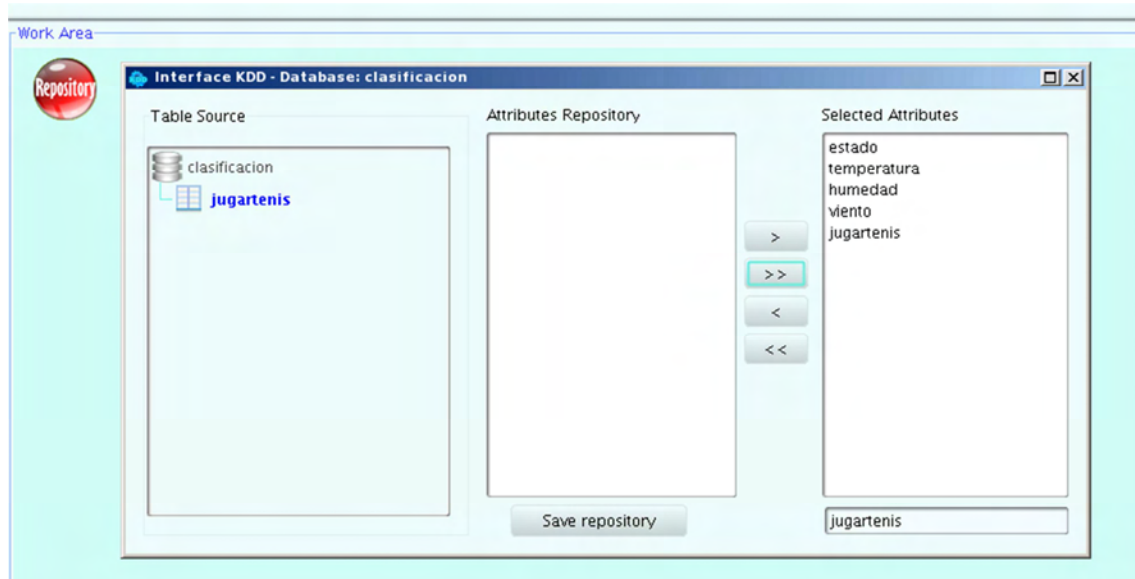 Work Area
Repository
Interface KDD - Database: clasificacion
Table Source
clasificacion
jugartenis
Attributes Repository
>
>>
<
<<
Save repository
Selected Attributes
estado
temperatura
humedad
viento
jugartenis
jugartenis